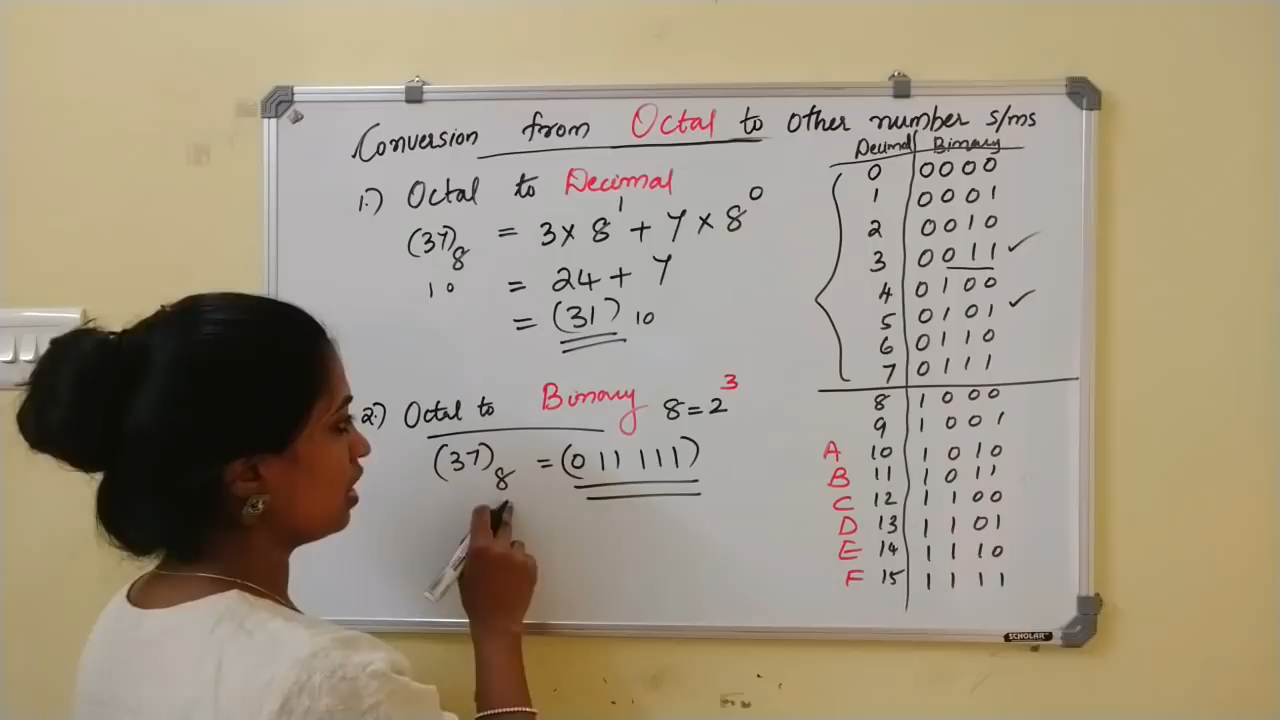 Conversion from Octal to other number s/ms
1.) Octal to Decimal
(37)8 = 3 x 8^1 + 7 x 8^0
10 = 24 + 7
= (31) 10
2.) Octal to Binary 8 = 2^3
(37)8 = (011 111)
Decimal Binary
0 0000
1 0001
2 0010
3 0011 ✓
4 0100
5 0101 ✓
6 0110
7 0111
8 1000
9 1001
A 10 1010
B 11 1011
C 12 1100
D 13 1101
E 14 1110
F 15 1111
SCHOLAR